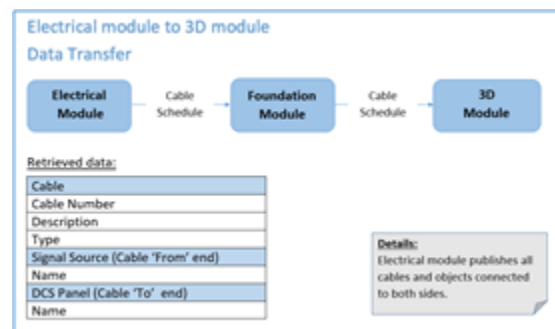 Electrical module to 3D module
Data Transfer
Electrical
Module
Cable
Schedule
Foundation
Module
Cable
Schedule
3D
Module
Retrieved data:
Cable
Cable Number
Description
Type
Signal Source (Cable 'From' end)
Name
DCS Panel (Cable 'To' end)
Name
Details:
Electrical module publishes all
cables and objects connected
to both sides.